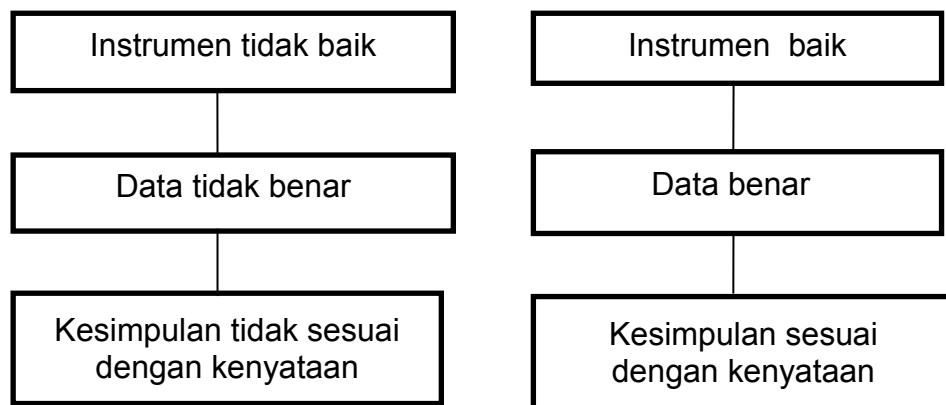 Instrumen tidak baik
Instrumen baik
Data tidak benar
Data benar
Kesimpulan tidak sesuai
dengan kenyataan
Kesimpulan sesuai
dengan kenyataan